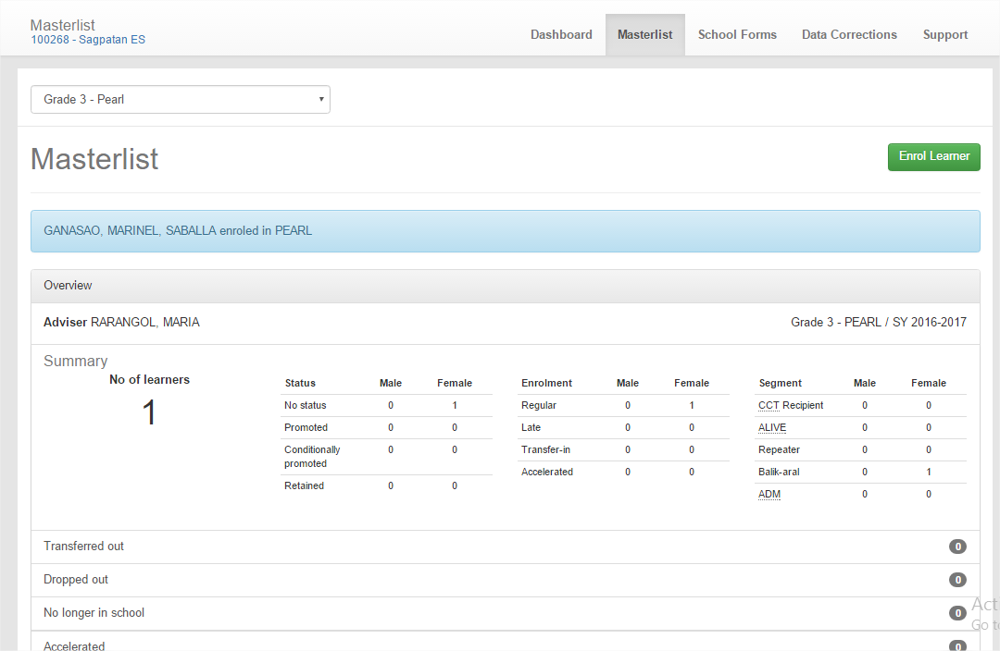 Masterlist
100268 - Sagpatan ES
Dashboard Masterlist School Forms Data Corrections Support
Grade 3 - Pearl
Masterlist
Enrol Learner
GANASAO, MARINEL, SABALLA enroled in PEARL
Overview
Adviser RARANGOL, MARIA Grade 3 - PEARL / SY 2016-2017
Summary
No of learners
1
Status Male Female
No status 0 1
Promoted 0 0
Conditionally promoted 0 0
Retained 0 0
Enrolment Male Female
Regular 0 1
Late 0 0
Transfer-in 0 0
Accelerated 0 0
Segment Male Female
CCT Recipient 0 0
ALIVE 0 0
Repeater 0 0
Balik-aral 0 1
ADM 0 0
Transferred out 0
Dropped out 0
No longer in school 0
Accelerated 0
Act
Go to